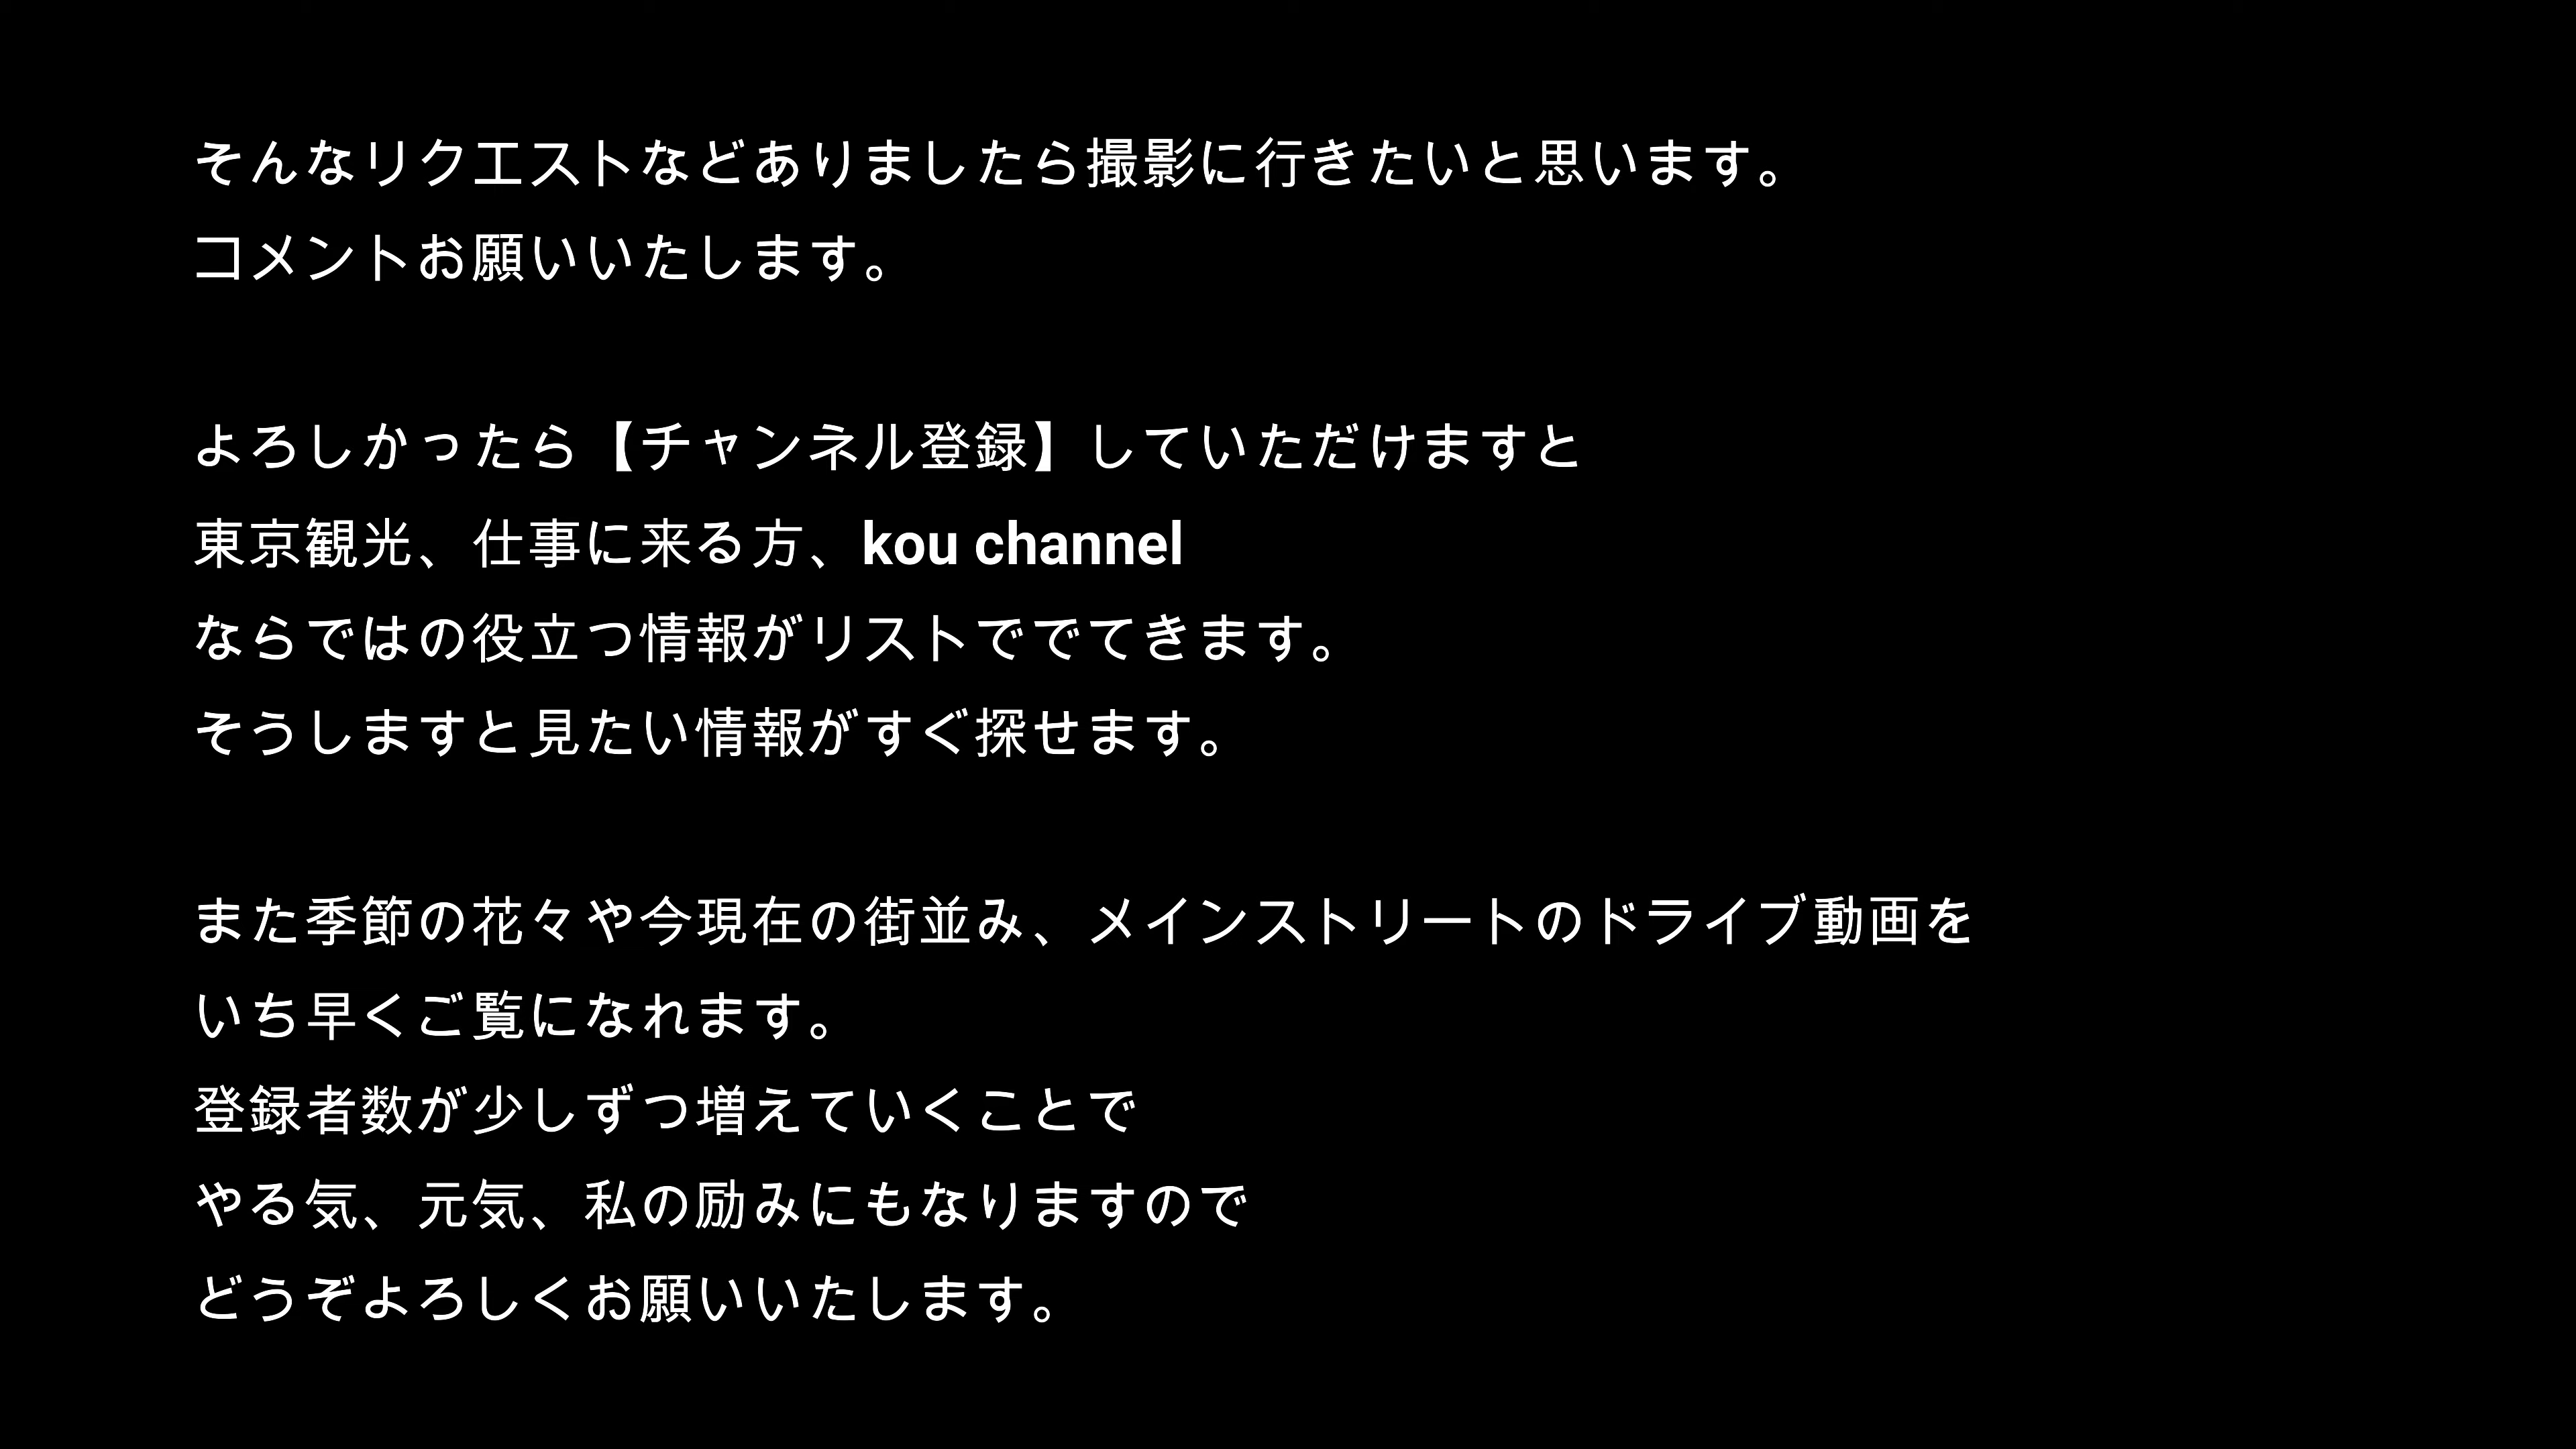 そんなリクエストなどありましたら撮影に行きたいと思います。
コメントお願いいたします。
よろしかったら【チャンネル登録】していただけますと
東京観光、仕事に来る方、kou channel
ならではの役立つ情報がリストででてきます。
そうしますと見たい情報がすぐ探せます。
また季節の花々や今現在の街並み、メインストリートのドライブ動画を
いち早くご覧になれます。
登録者数が少しずつ増えていくことで
やる気、元気、私の励みにもなりますので
どうぞよろしくお願いいたします。